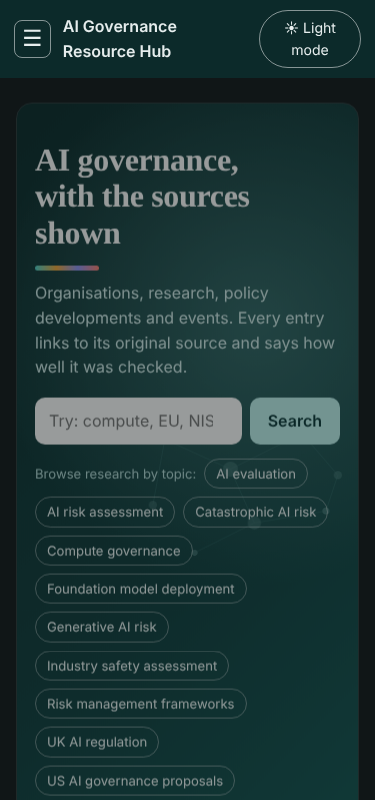 ☰ AI Governance
Resource Hub
☀ Light
mode
AI governance,
with the sources
shown
Organisations, research, policy
developments and events. Every entry
links to its original source and says how
well it was checked.
Try: compute, EU, NIS
Search
Browse research by topic: AI evaluation
AI risk assessment Catastrophic AI risk
Compute governance
Foundation model deployment
Generative AI risk
Industry safety assessment
Risk management frameworks
UK AI regulation
US AI governance proposals